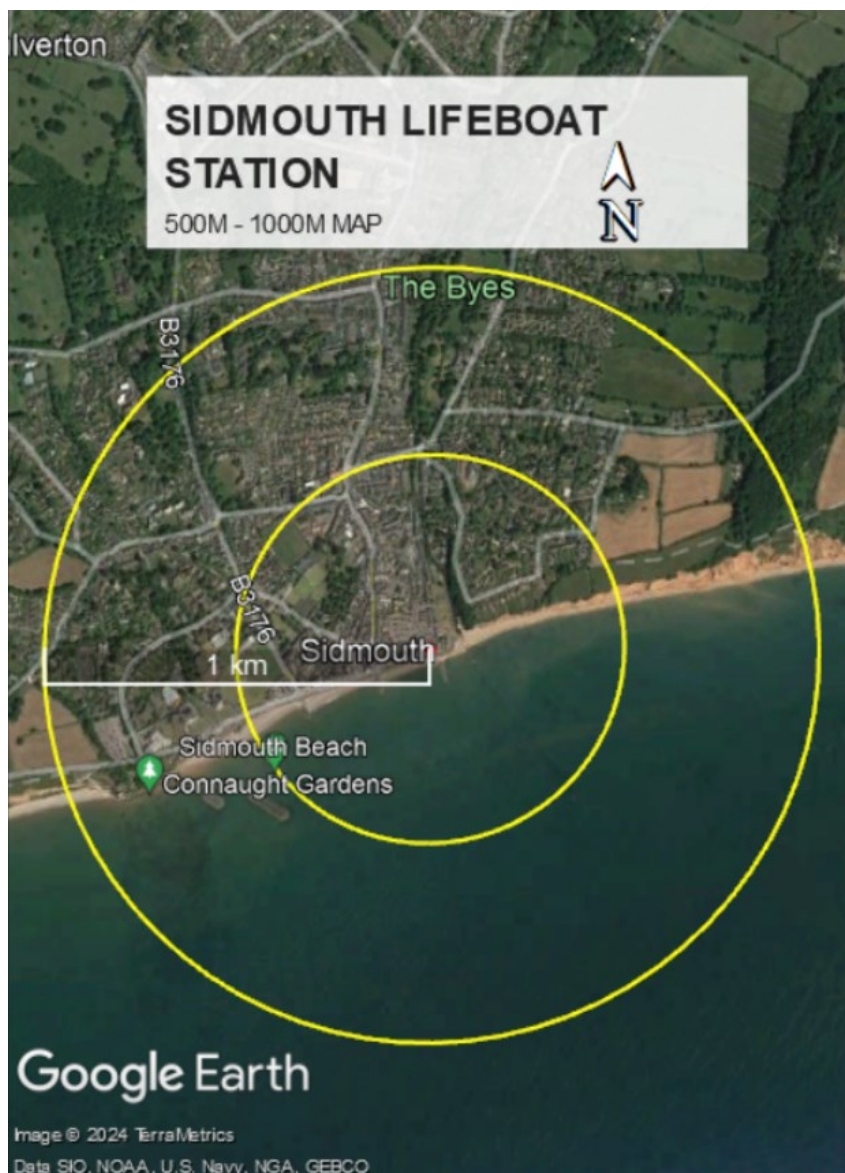 lverton
SIDMOUTH LIFEBOAT
STATION
500M - 1000M MAP
N
The Byes
B3176
B3176
Sidmouth
1 km
Sidmouth Beach
Connaught Gardens
Google Earth
Image © 2024 TerraMetrics
Data SIO, NOAA, U.S. Navy, NGA, GEBCO